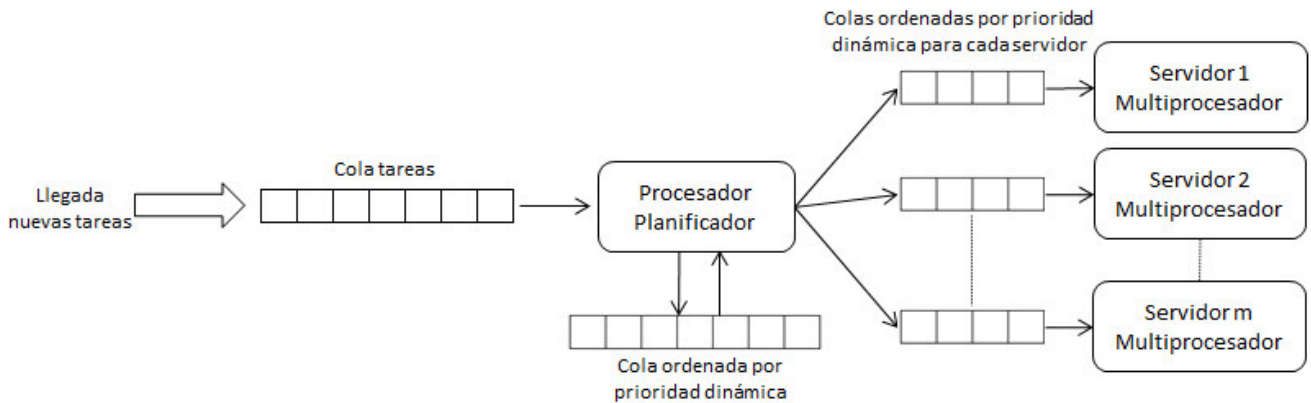 Llegada
nuevas tareas
Cola tareas
Procesador
Planificador
Cola ordenada por
prioridad dinámica
Colas ordenadas por prioridad
dinámica para cada servidor
Servidor 1
Multiprocesador
Servidor 2
Multiprocesador
Servidor m
Multiprocesador